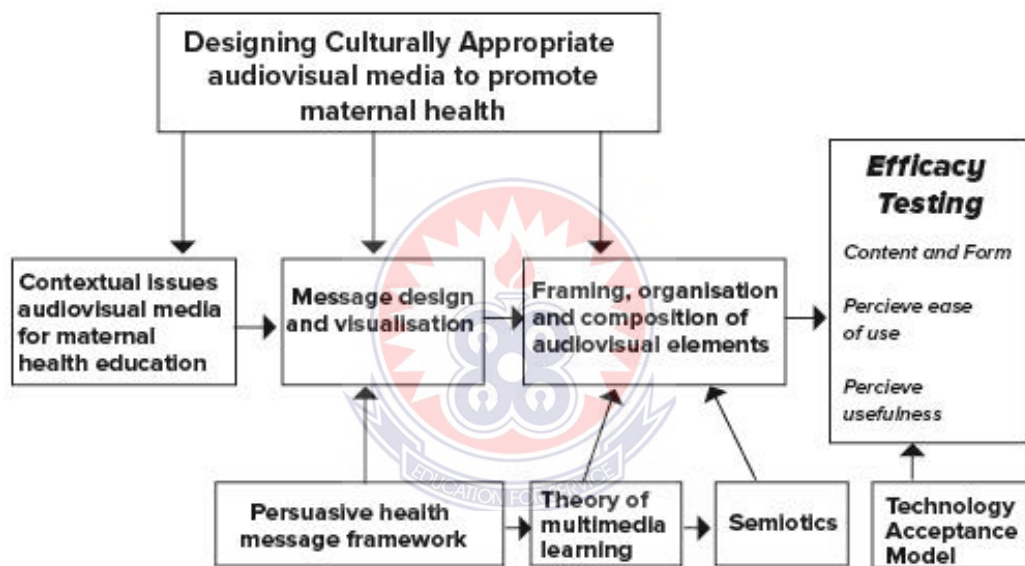 Designing Culturally Appropriate
audiovisual media to promote
maternal health
Efficacy
Testing
Content and Form
Percieve ease
of use
Percieve
usefulness
Contextual issues
audiovisual media
for maternal
health education
Message design
and visualisation
Framing, organisation
and composition of
audiovisual elements
EDUCATION FOR SERVICE
Persuasive health
message framework
Theory of
multimedia
learning
Semiotics
Technology
Acceptance
Model